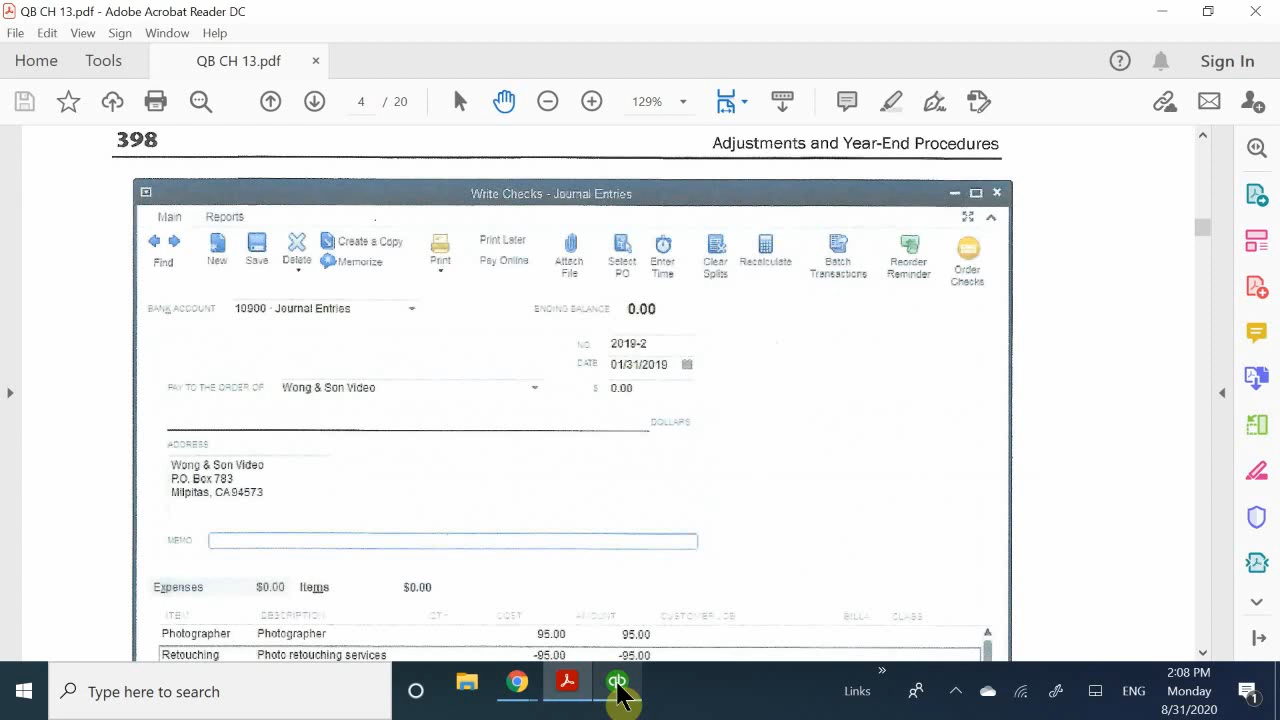 QB CH 13.pdf - Adobe Acrobat Reader DC
File Edit View Sign Window Help
Home Tools QB CH 13.pdf × Sign In
4 / 20 129%
398 Adjustments and Year-End Procedures
Write Checks - Journal Entries
Main Reports
Find New Save Delete Create a Copy Memorize Print Print Later Pay Online Attach File Select PO Enter Time Clear Splits Recalculate Batch Transactions Reorder Reminder Order Checks
BANK ACCOUNT 10900 · Journal Entries ENDING BALANCE 0.00
NO. 2019-2
DATE 01/31/2019
PAY TO THE ORDER OF Wong & Son Video $ 0.00
DOLLARS
ADDRESS
Wong & Son Video
P.O. Box 783
Milpitas, CA 94573
MEMO
Expenses $0.00 Items $0.00
ITEM DESCRIPTION QTY COST AMOUNT CUSTOMER:JOB BILLA CLASS
Photographer Photographer 95.00 95.00
Retouching Photo retouching services -95.00 -95.00
Type here to search qb Links » ENG 2:08 PM
Monday
8/31/2020 1